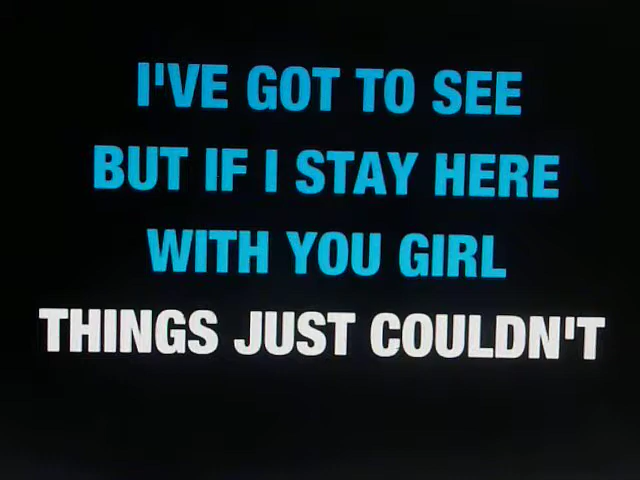 I'VE GOT TO SEE
BUT IF I STAY HERE
WITH YOU GIRL
THINGS JUST COULDN'T